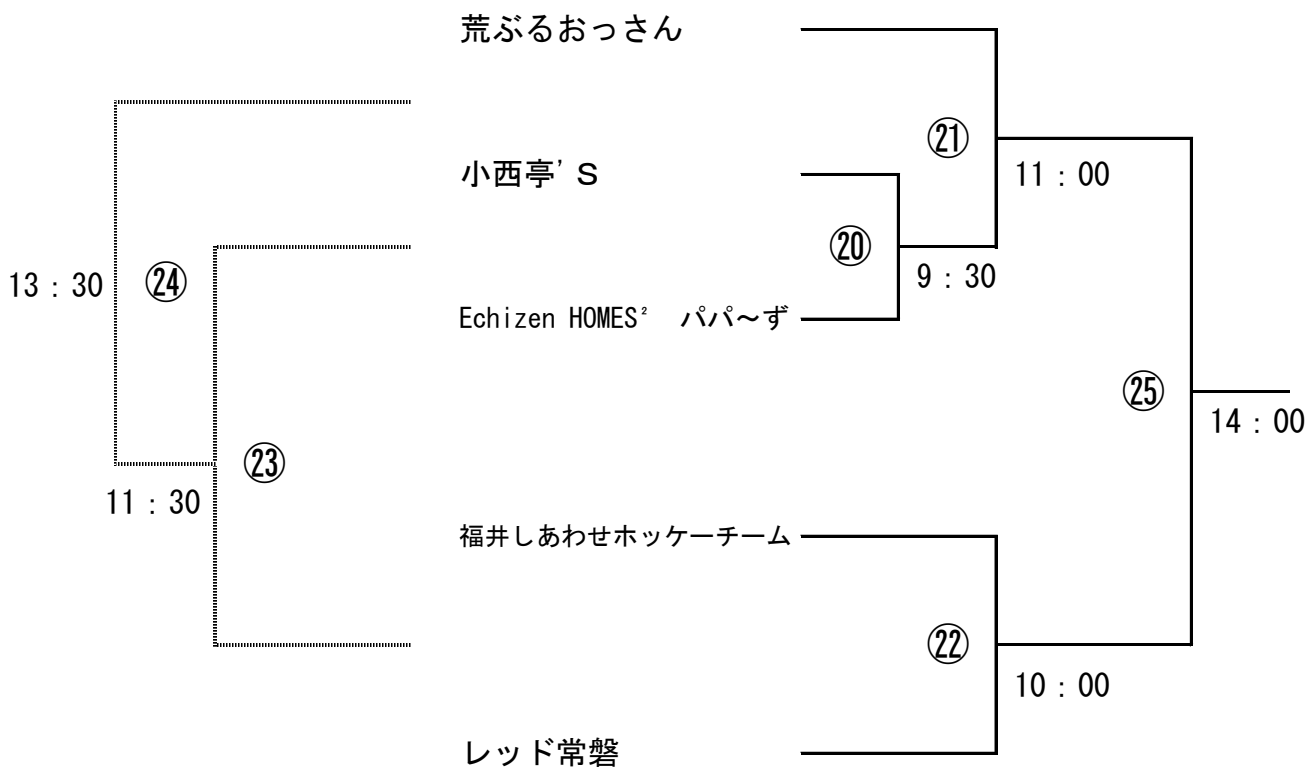 荒ぶるおっさん
㉑
小西亭’Ｓ
11：00
⑳
9：30
13：30
㉔
Echizen HOMES² パパ～ず
㉕
14：00
㉓
11：30
福井しあわせホッケーチーム
㉒
10：00
レッド常磐